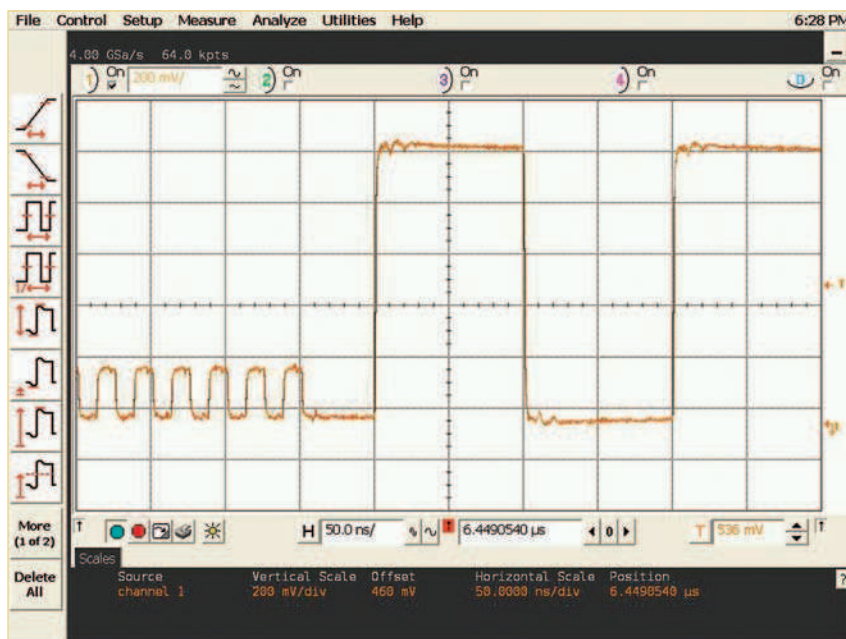 File Control Setup Measure Analyze Utilities Help 6:28 PM
4.00 GSa/s 64.0 kpts
1 On 200 mV/ 2 On 3 On 4 On D On
T
1/
More
(1 of 2)
Delete
All
H 50.0 ns/ 6.4490540 µs 0 T 536 mV
Scales
Source Vertical Scale Offset Horizontal Scale Position
channel 1 200 mV/div 460 mV 50.0000 ns/div 6.4490540 µs
?